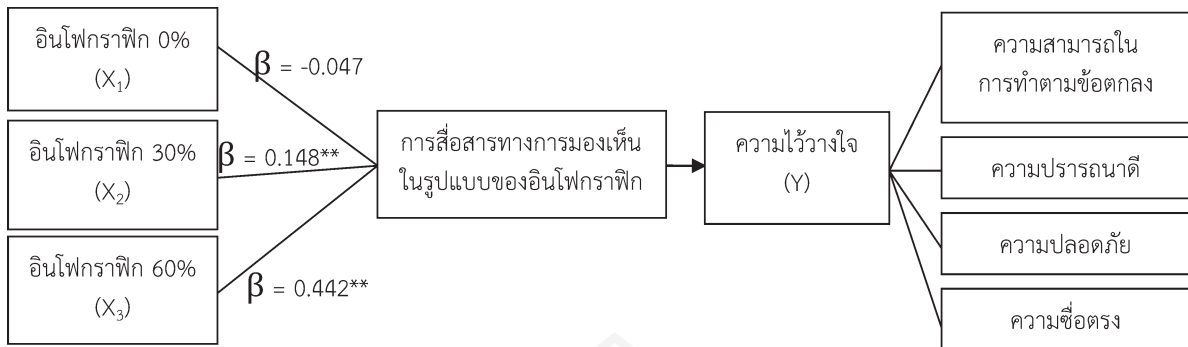 อินโฟกราฟิก 0%
(X₁)
β = -0.047
อินโฟกราฟิก 30%
(X₂)
β = 0.148**
อินโฟกราฟิก 60%
(X₃)
β = 0.442**
การสื่อสารทางการมองเห็น
ในรูปแบบของอินโฟกราฟิก
ความไว้วางใจ
(Y)
ความสามารถใน
การทำตามข้อตกลง
ความปรารถนาดี
ความปลอดภัย
ความซื่อตรง